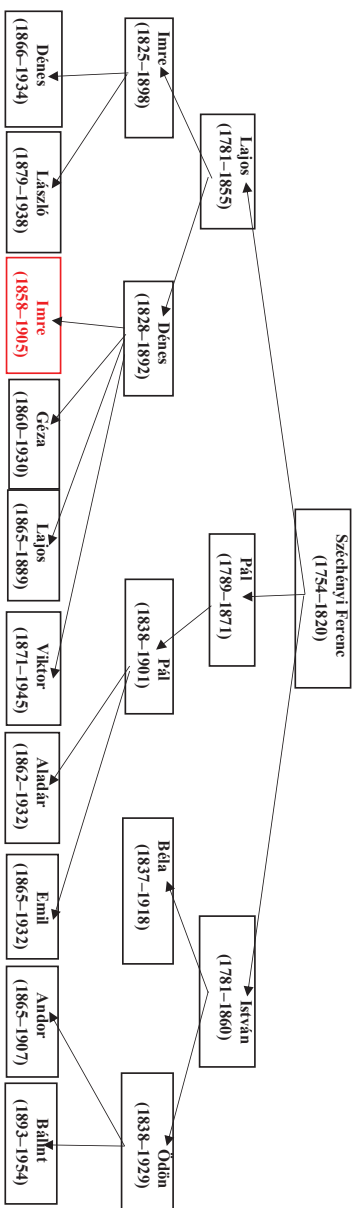 Széchényi Ferenc
(1754–1820)
Lajos
(1781–1855)
Pál
(1789–1871)
István
(1781–1860)
Imre
(1825–1898)
Dénes
(1828–1892)
Pál
(1838–1901)
Béla
(1837–1918)
Ödön
(1838–1929)
Dénes
(1866–1934)
László
(1879–1938)
Imre
(1858–1905)
Géza
(1860–1930)
Lajos
(1865–1889)
Viktor
(1871–1945)
Aladár
(1862–1932)
Emil
(1865–1932)
Andor
(1865–1907)
Bálint
(1893–1954)